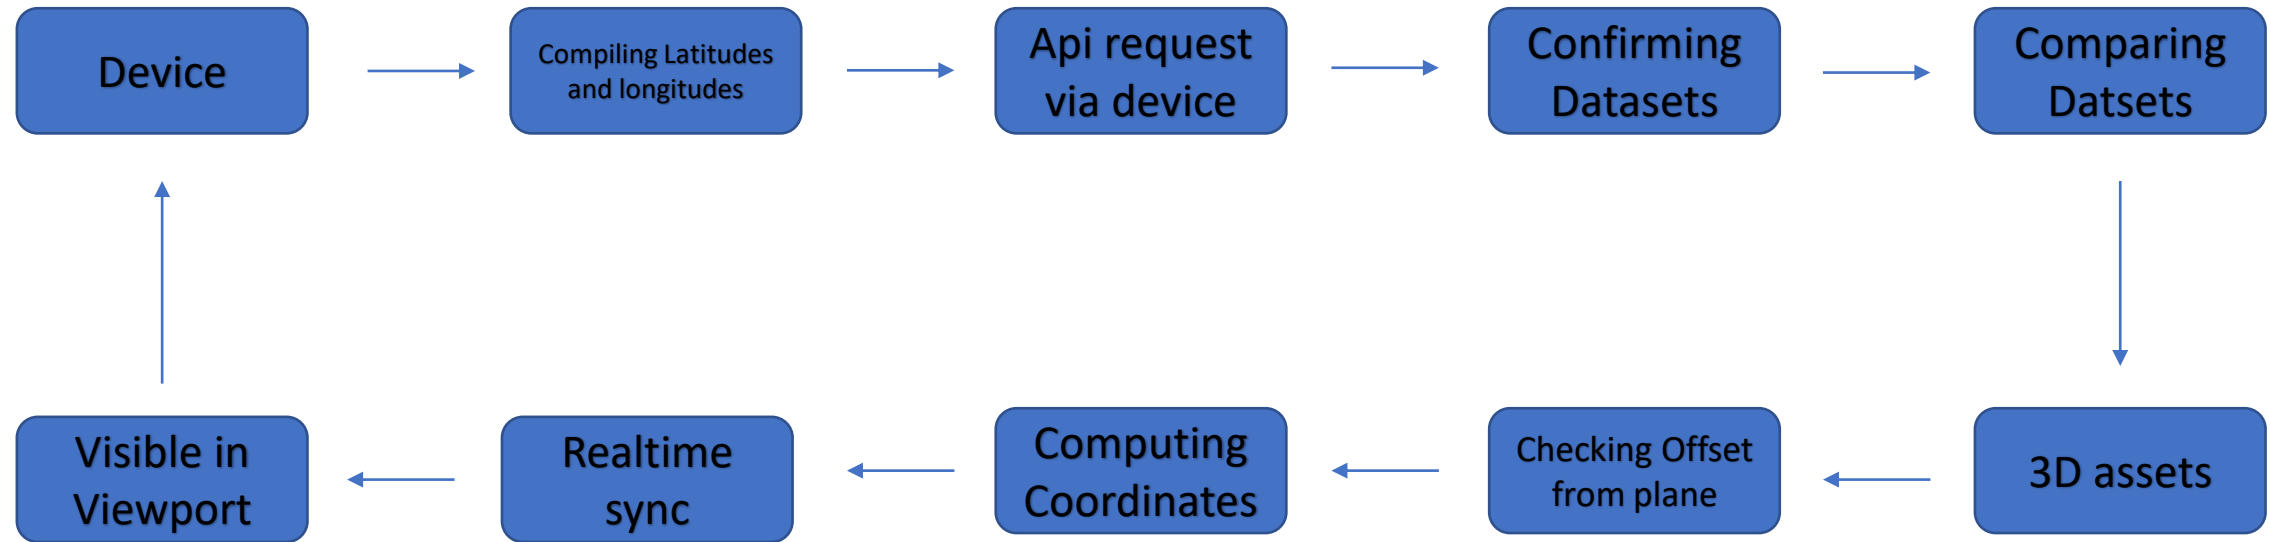 Device
Compiling Latitudes
and longitudes
Api request
via device
Confirming
Datasets
Comparing
Datsets
Visible in
Viewport
Realtime
sync
Computing
Coordinates
Checking Offset
from plane
3D assets